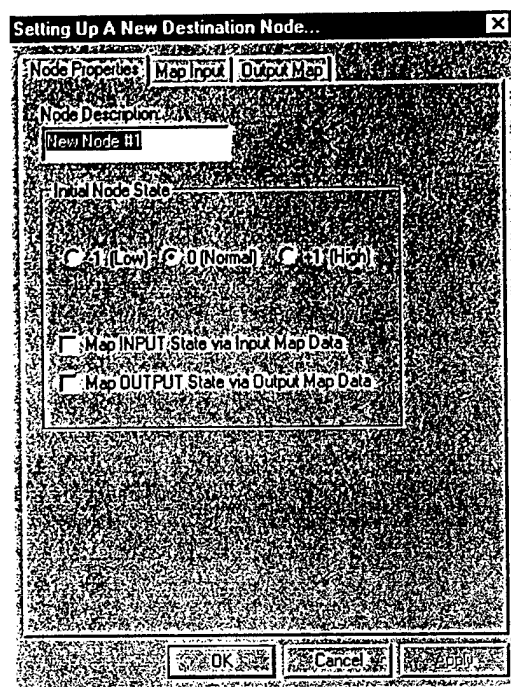 Setting Up A New Destination Node...
Node Properties Map Input Output Map
Node Description:
New Node #1
Initial Node State
-1 (Low) 0 (Normal) +1 (High)
Map INPUT State via Input Map Data
Map OUTPUT State via Output Map Data
OK Cancel Apply